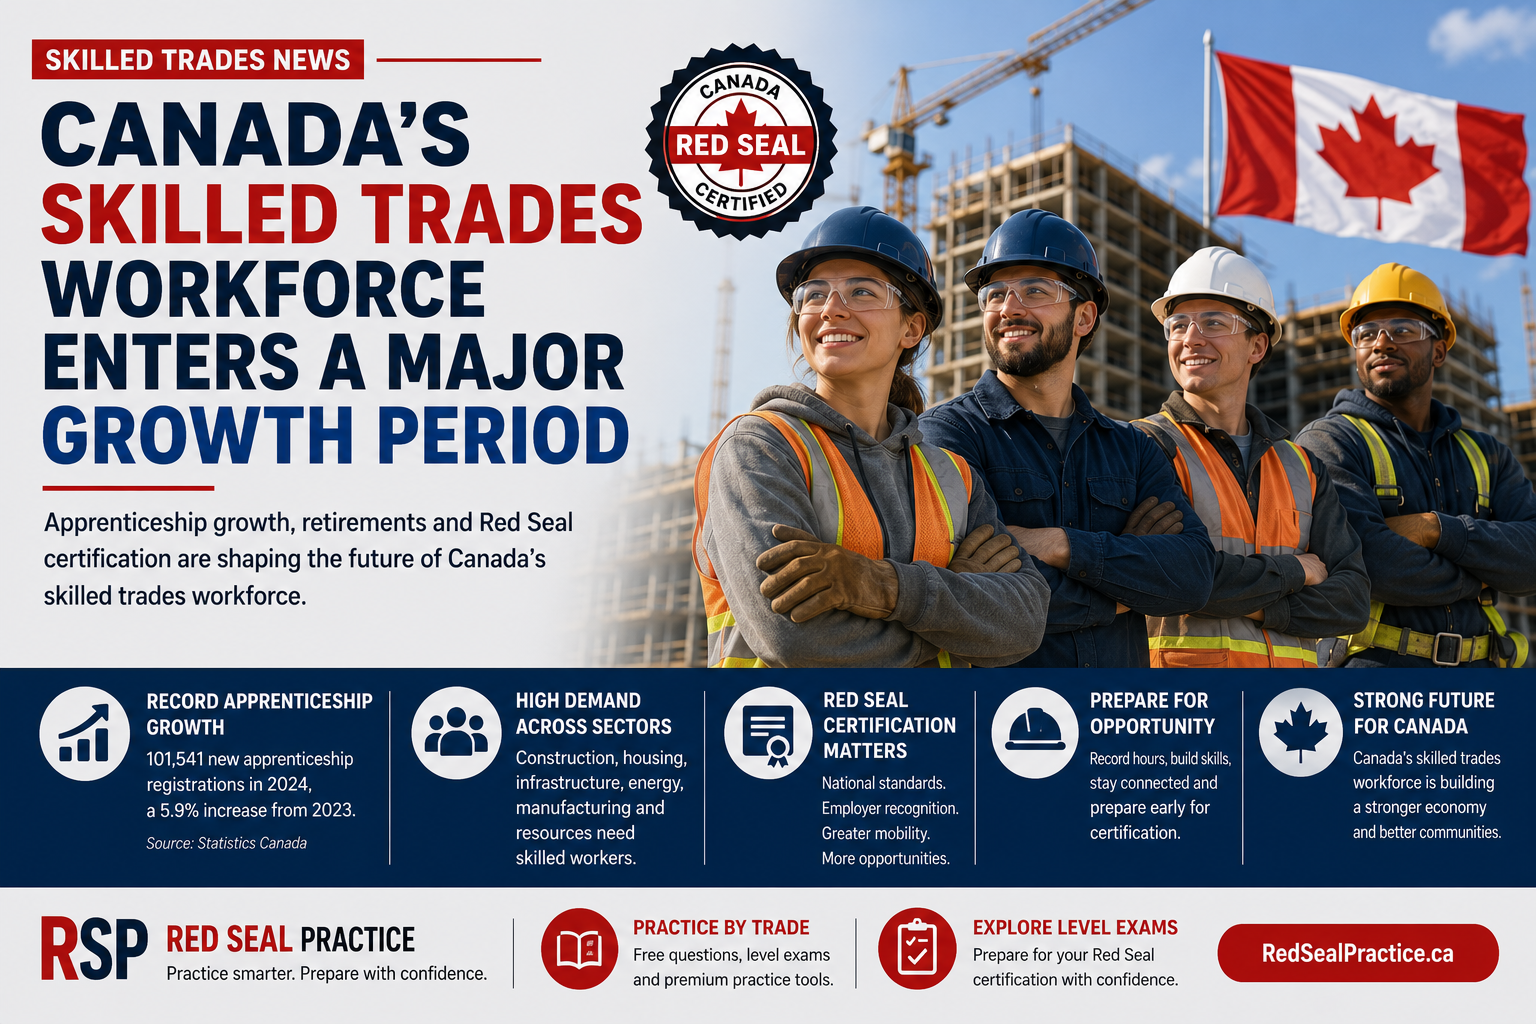 SKILLED TRADES NEWS
CANADA'S
SKILLED TRADES
WORKFORCE
ENTERS A MAJOR
GROWTH PERIOD
Apprenticeship growth, retirements and Red Seal
certification are shaping the future of Canada's
skilled trades workforce.
CANADA
RED SEAL
CERTIFIED
RECORD APPRENTICESHIP
GROWTH
101,541 new apprenticeship
registrations in 2024,
a 5.9% increase from 2023.
Source: Statistics Canada
HIGH DEMAND
ACROSS SECTORS
Construction, housing,
infrastructure, energy,
manufacturing and
resources need
skilled workers.
RED SEAL
CERTIFICATION
MATTERS
National standards.
Employer recognition.
Greater mobility.
More opportunities.
PREPARE FOR
OPPORTUNITY
Record hours, build skills,
stay connected and
prepare early for
certification.
STRONG FUTURE
FOR CANADA
Canada's skilled trades
workforce is building
a stronger economy
and better communities.
RSP
RED SEAL PRACTICE
Practice smarter. Prepare with confidence.
PRACTICE BY TRADE
Free questions, level exams
and premium practice tools.
EXPLORE LEVEL EXAMS
Prepare for your Red Seal
certification with confidence.
RedSealPractice.ca